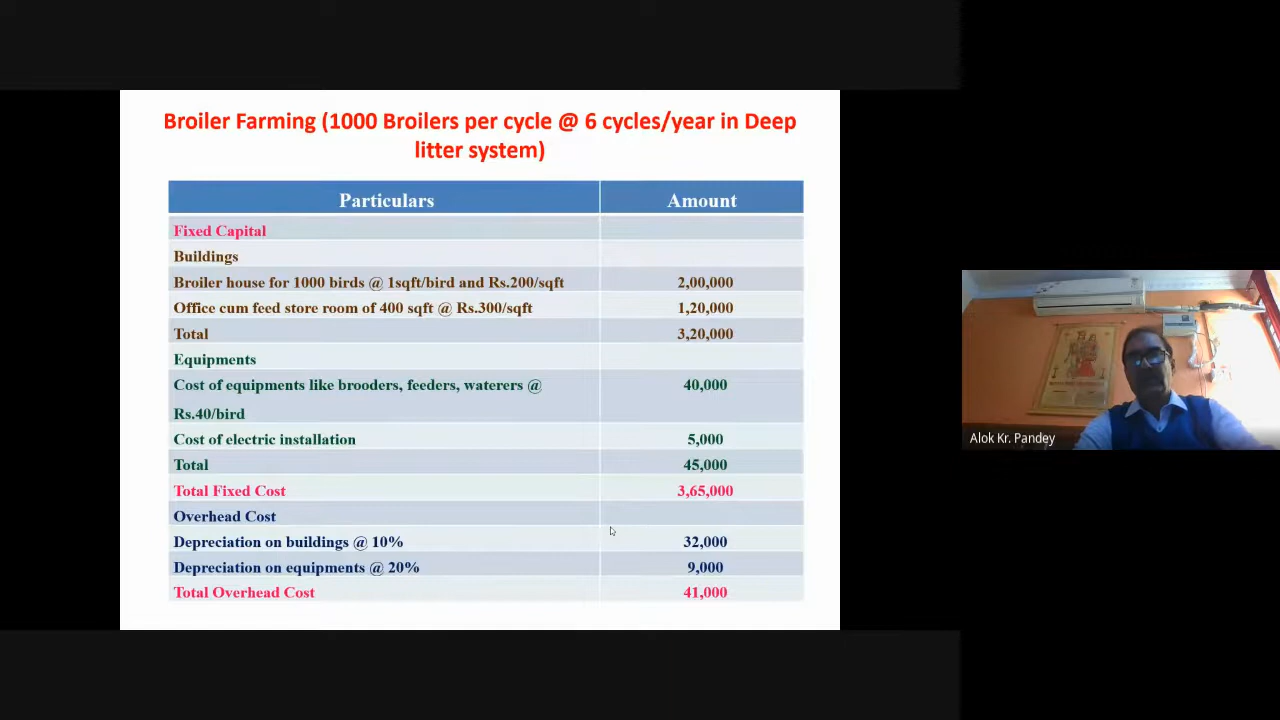 Broiler Farming (1000 Broilers per cycle @ 6 cycles/year in Deep
litter system)
Particulars Amount
Fixed Capital
Buildings
Broiler house for 1000 birds @ 1sqft/bird and Rs.200/sqft 2,00,000
Office cum feed store room of 400 sqft @ Rs.300/sqft 1,20,000
Total 3,20,000
Equipments
Cost of equipments like brooders, feeders, waterers @ 40,000
Rs.40/bird
Cost of electric installation 5,000
Total 45,000
Total Fixed Cost 3,65,000
Overhead Cost
Depreciation on buildings @ 10% 32,000
Depreciation on equipments @ 20% 9,000
Total Overhead Cost 41,000
Alok Kr. Pandey